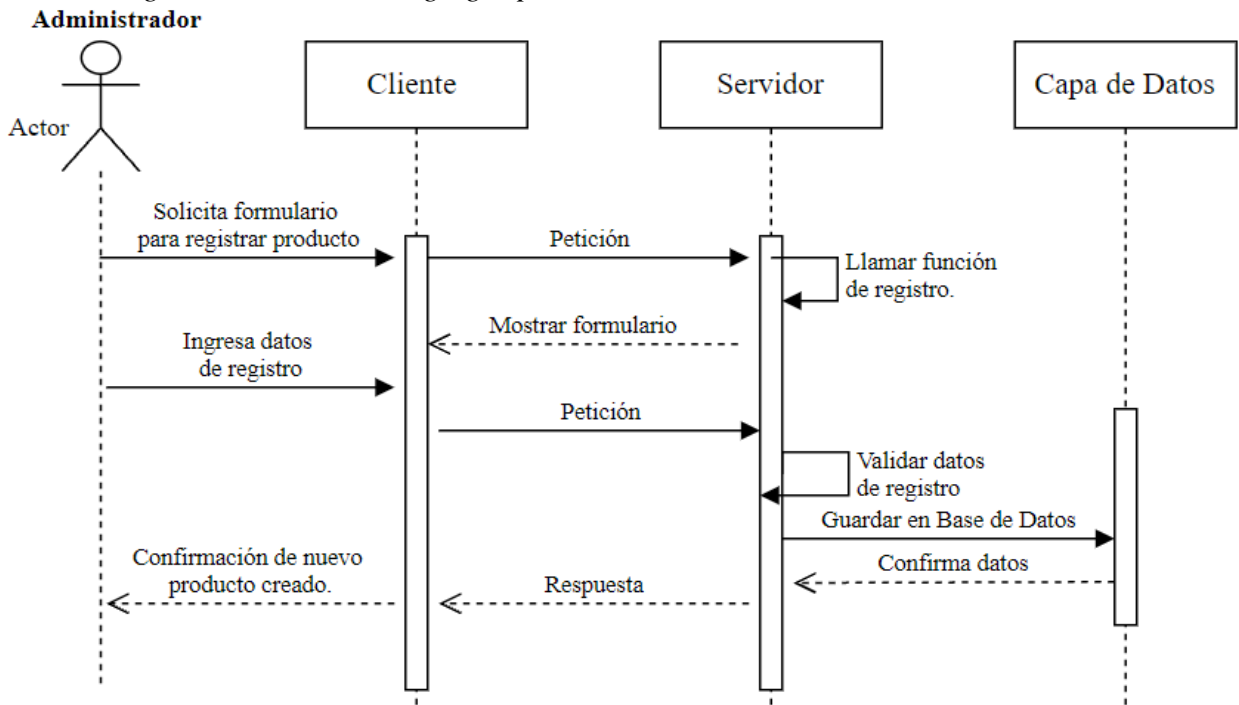 Administrador
Cliente
Servidor
Capa de Datos
Actor
Solicita formulario
para registrar producto
Petición
Llamar función
de registro.
Mostrar formulario
Ingresa datos
de registro
Petición
Validar datos
de registro
Guardar en Base de Datos
Confirma datos
Confirmación de nuevo
producto creado.
Respuesta